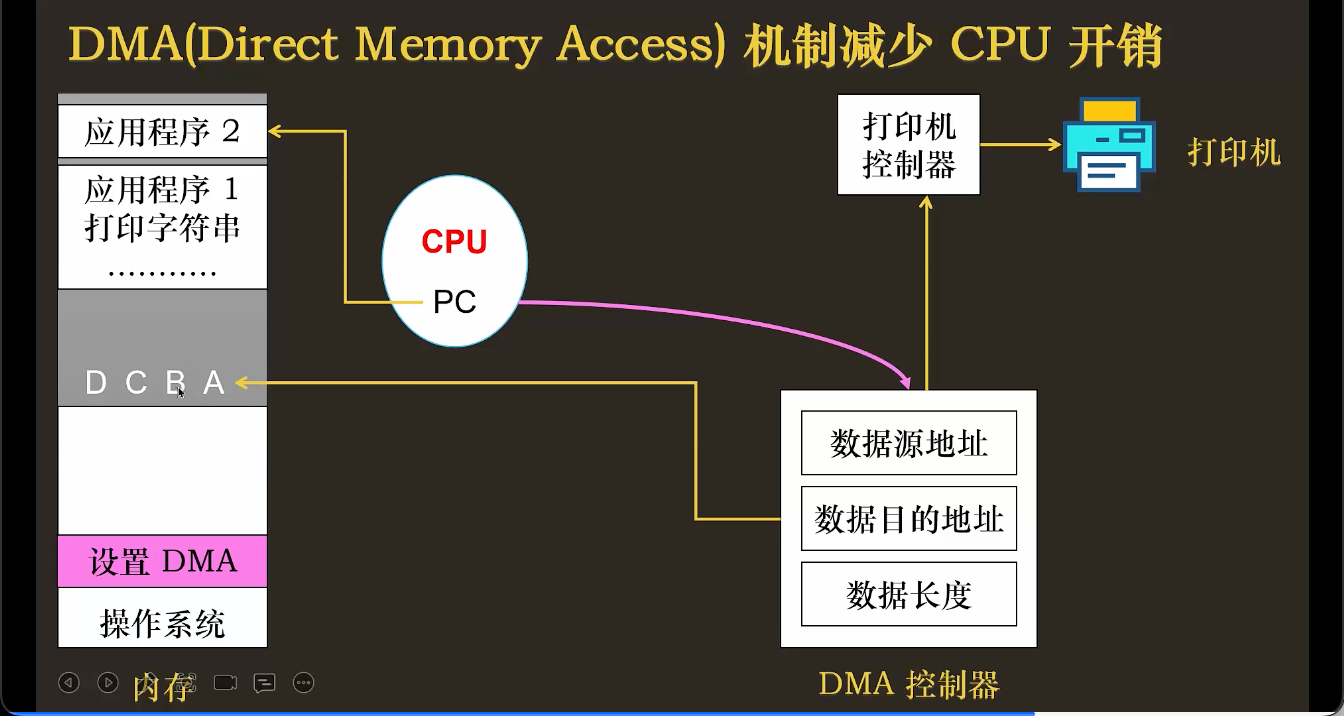 DMA(Direct Memory Access) 机制减少 CPU 开销
应用程序 2
应用程序 1
打印字符串
...........
D C B A
设置 DMA
操作系统
内存
CPU
PC
打印机
控制器
打印机
数据源地址
数据目的地址
数据长度
DMA 控制器